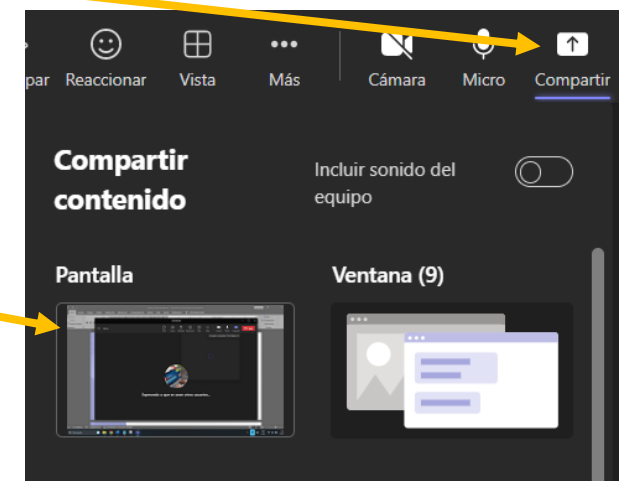 par Reaccionar Vista Más Cámara Micro Compartir
Compartir
contenido
Incluir sonido del
equipo
Pantalla Ventana (9)